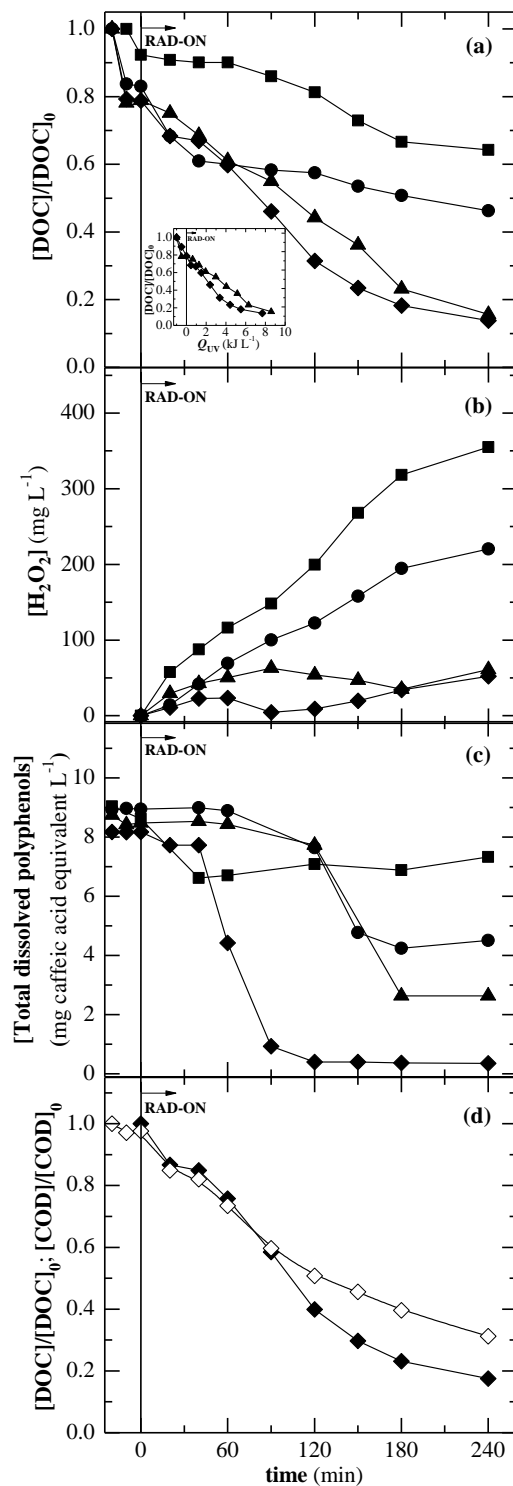 RAD-ON
(a)
[DOC]/[DOC]₀
1.0
0.8
0.6
0.4
0.2
0.0
RAD-ON
[DOC]/[DOC]₀
1.0
0.8
0.6
0.4
0.2
0.0
0 2 4 6 8 10
Q_UV (kJ L⁻¹)
RAD-ON
(b)
[H₂O₂] (mg L⁻¹)
400
300
200
100
0
RAD-ON
(c)
[Total dissolved polyphenols]
(mg caffeic acid equivalent L⁻¹)
10
8
6
4
2
0
RAD-ON
(d)
[DOC]/[DOC]₀; [COD]/[COD]₀
1.0
0.8
0.6
0.4
0.2
0.0
0 60 120 180 240
time (min)